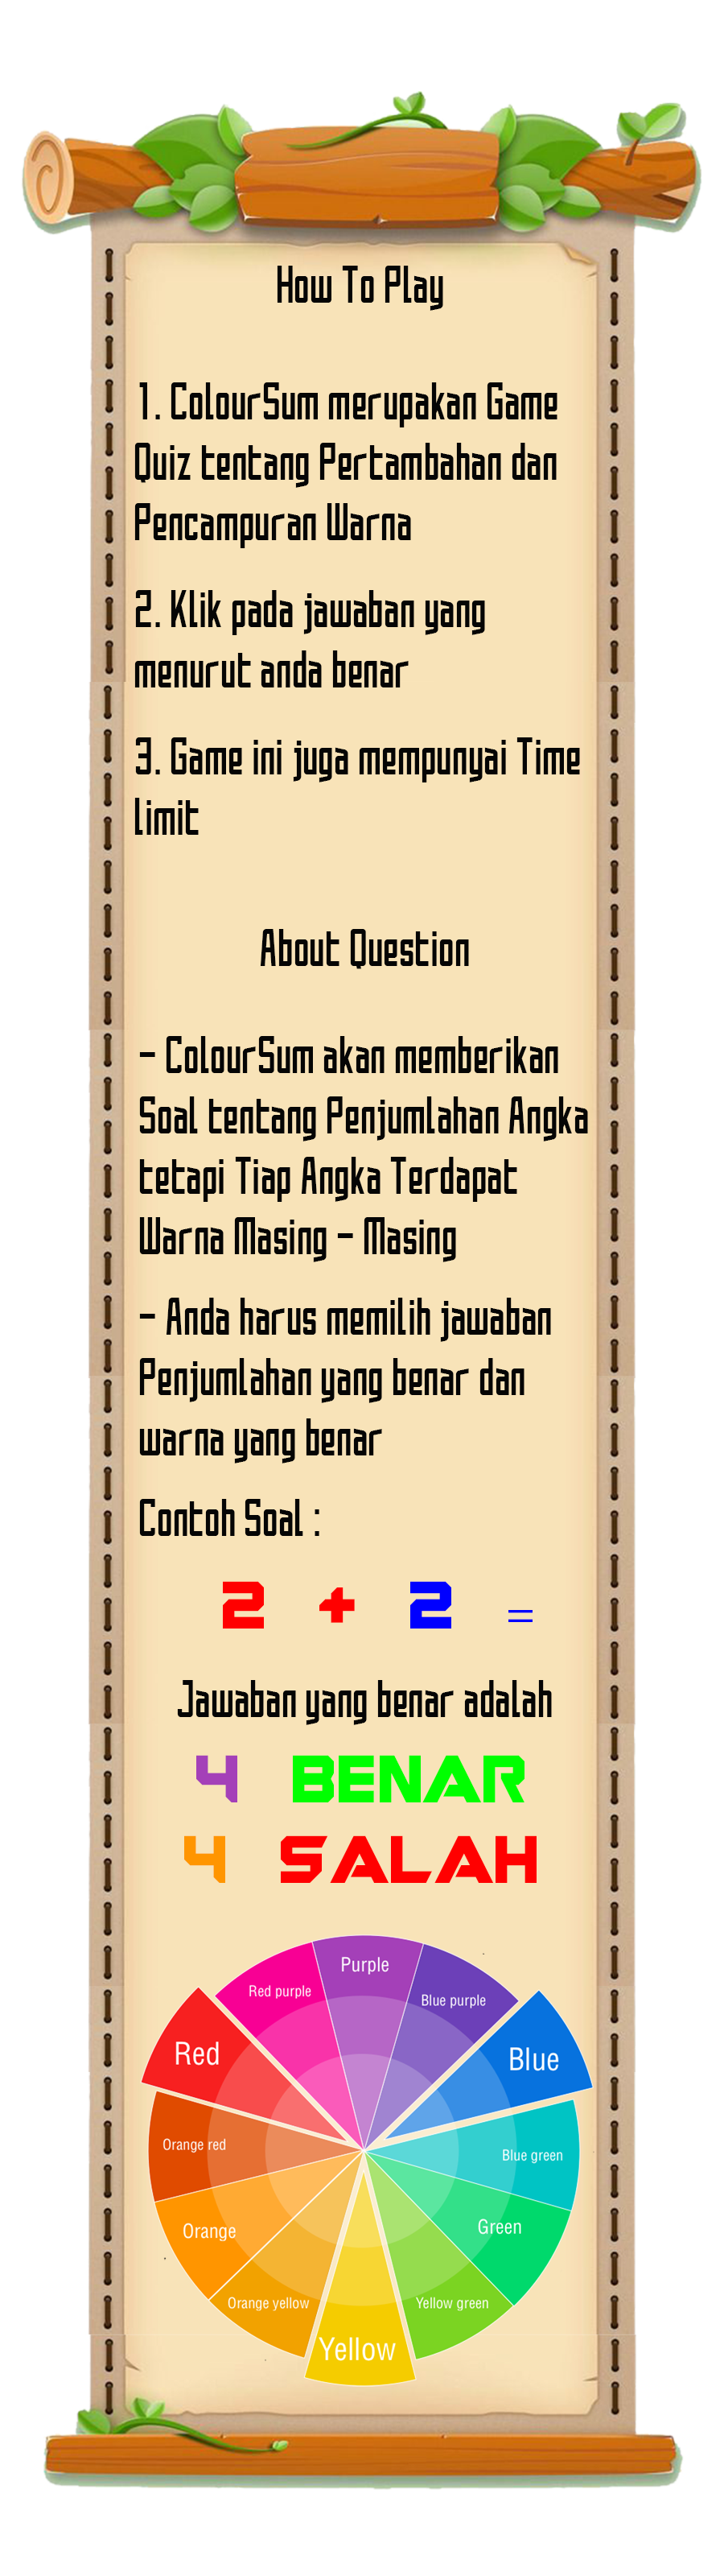 How To Play
1. ColourSum merupakan Game
Quiz tentang Pertambahan dan
Pencampuran Warna
2. Klik pada jawaban yang
menurut anda benar
3. Game ini juga mempunyai Time
limit
About Question
- ColourSum akan memberikan
Soal tentang Penjumlahan Angka
tetapi Tiap Angka Terdapat
Warna Masing - Masing
- Anda harus memilih jawaban
Penjumlahan yang benar dan
warna yang benar
Contoh Soal :
2 + 2 =
Jawaban yang benar adalah
4 BENAR
4 SALAH
Purple
Red purple
Blue purple
Red
Blue
Orange red
Blue green
Orange
Green
Orange yellow
Yellow green
Yellow